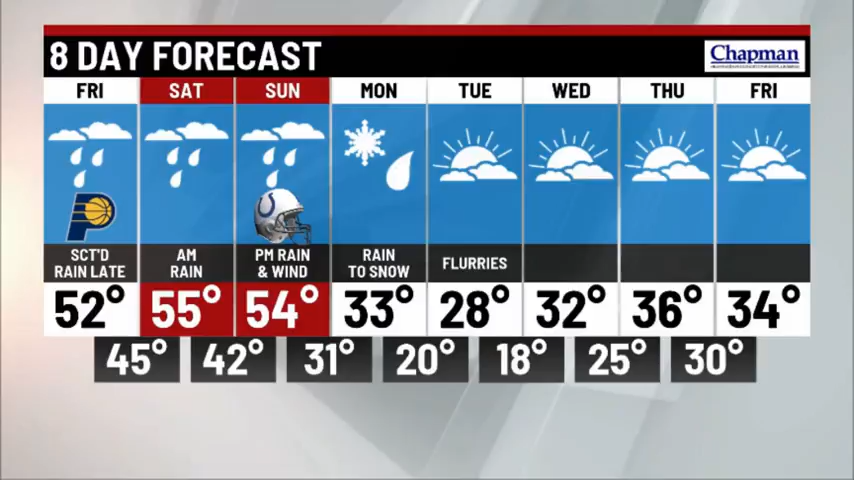 8 DAY FORECAST
Chapman
FRI SAT SUN MON TUE WED THU FRI
SCT'D RAIN LATE
AM RAIN
PM RAIN & WIND
RAIN TO SNOW
FLURRIES
52° 55° 54° 33° 28° 32° 36° 34°
45° 42° 31° 20° 18° 25° 30°